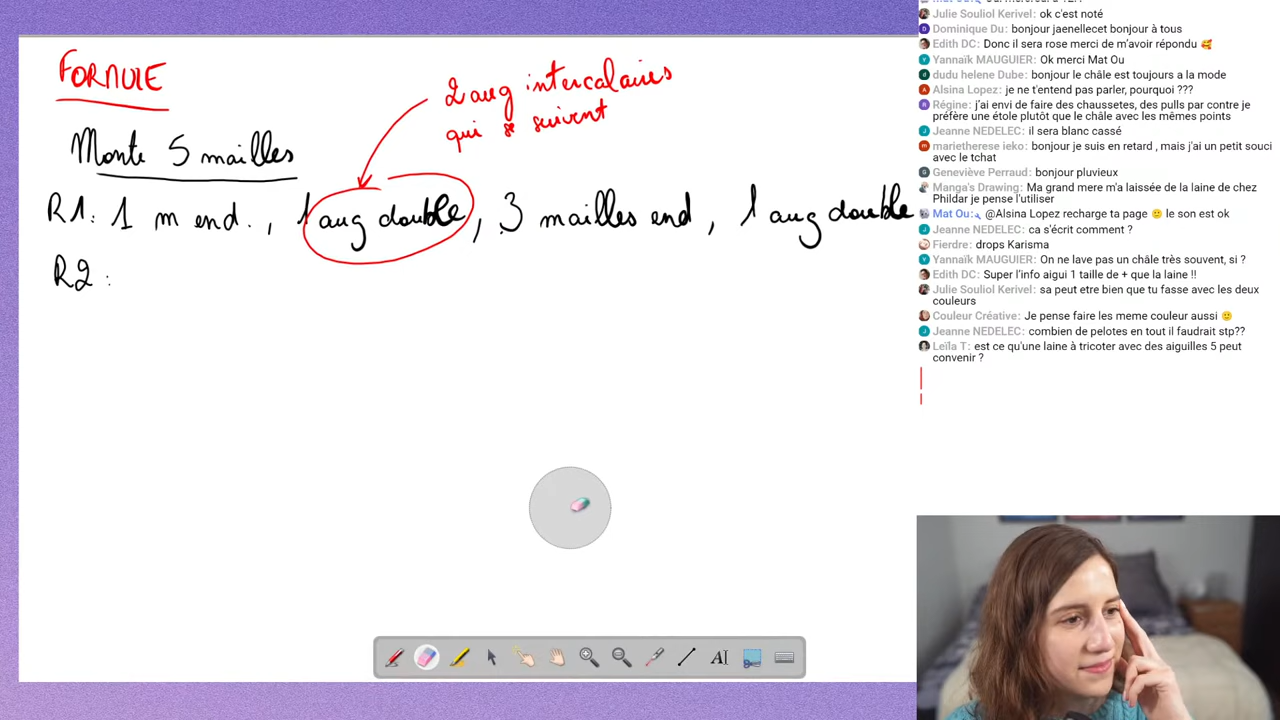 FORMULE
2 aug intercalaires
qui se suivent
Monte 5 mailles
R1: 1 m end., 1 aug double, 3 mailles end, 1 aug double
R2:
Julie Souliol Kerivel: ok c'est noté
Dominique Du: bonjour jaenellecet bonjour à tous
Edith DC: Donc il sera rose merci de m'avoir répondu 🥰
Yannaïk MAUGUIER: Ok merci Mat Ou
dudu helene Dube: bonjour le châle est toujours a la mode
Alsina Lopez: je ne t'entend pas parler, pourquoi ???
Régine: j'ai envi de faire des chaussetes, des pulls par contre je
préfère une étole plutôt que le châle avec les mêmes points
Jeanne NEDELEC: il sera blanc cassé
marietherese ieko: bonjour je suis en retard , mais j'ai un petit souci
avec le tchat
Geneviève Perraud: bonjour pluvieux
Manga's Drawing: Ma grand mere m'a laissée de la laine de chez
Phildar je pense l'utiliser
Mat Ou: @Alsina Lopez recharge ta page 🙂 le son est ok
Jeanne NEDELEC: ca s'écrit comment ?
Fierdre: drops Karisma
Yannaïk MAUGUIER: On ne lave pas un châle très souvent, si ?
Edith DC: Super l'info aigui 1 taille de + que la laine !!
Julie Souliol Kerivel: sa peut etre bien que tu fasse avec les deux
couleurs
Couleur Créative: Je pense faire les meme couleur aussi 🙂
Jeanne NEDELEC: combien de pelotes en tout il faudrait stp??
Leïla T: est ce qu'une laine à tricoter avec des aiguilles 5 peut
convenir ?
AI